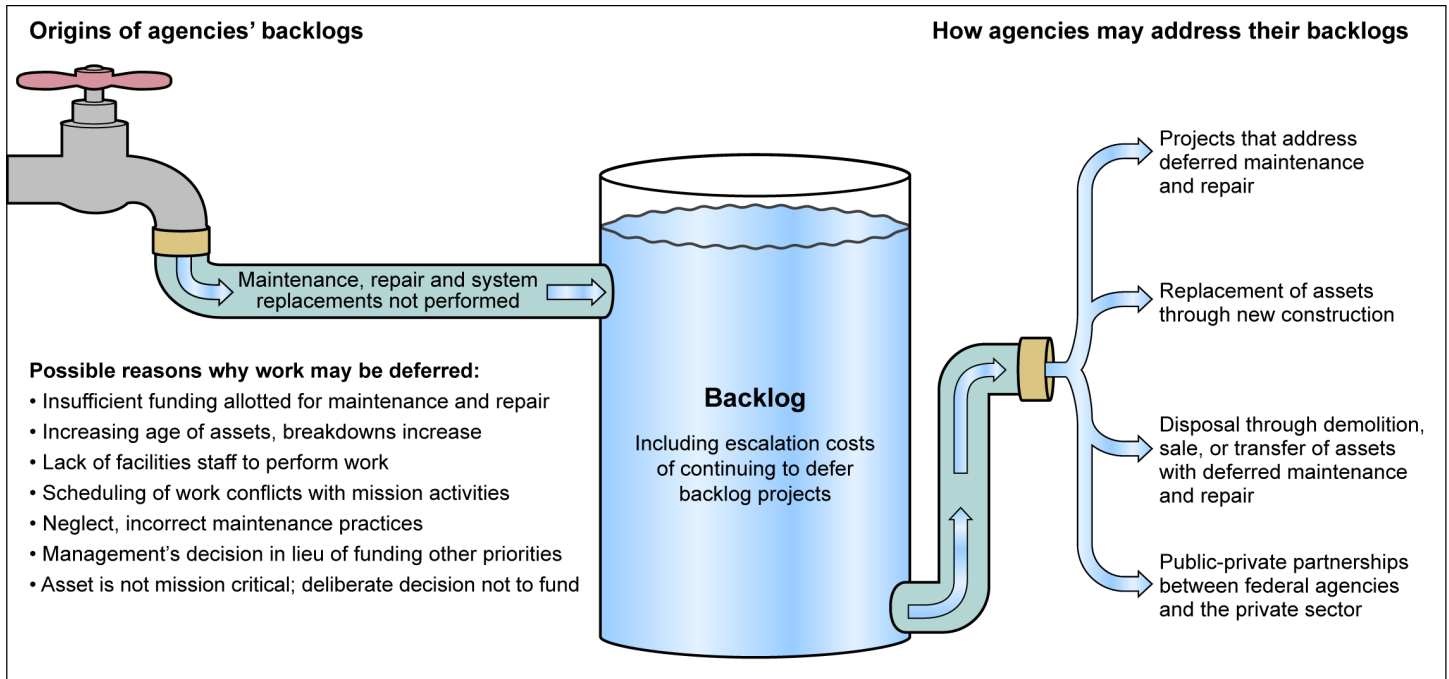 Origins of agencies’ backlogs
How agencies may address their backlogs
Maintenance, repair and system
replacements not performed
Possible reasons why work may be deferred:
• Insufficient funding allotted for maintenance and repair
• Increasing age of assets, breakdowns increase
• Lack of facilities staff to perform work
• Scheduling of work conflicts with mission activities
• Neglect, incorrect maintenance practices
• Management’s decision in lieu of funding other priorities
• Asset is not mission critical; deliberate decision not to fund
Backlog
Including escalation costs
of continuing to defer
backlog projects
Projects that address
deferred maintenance
and repair
Replacement of assets
through new construction
Disposal through demolition,
sale, or transfer of assets
with deferred maintenance
and repair
Public-private partnerships
between federal agencies
and the private sector